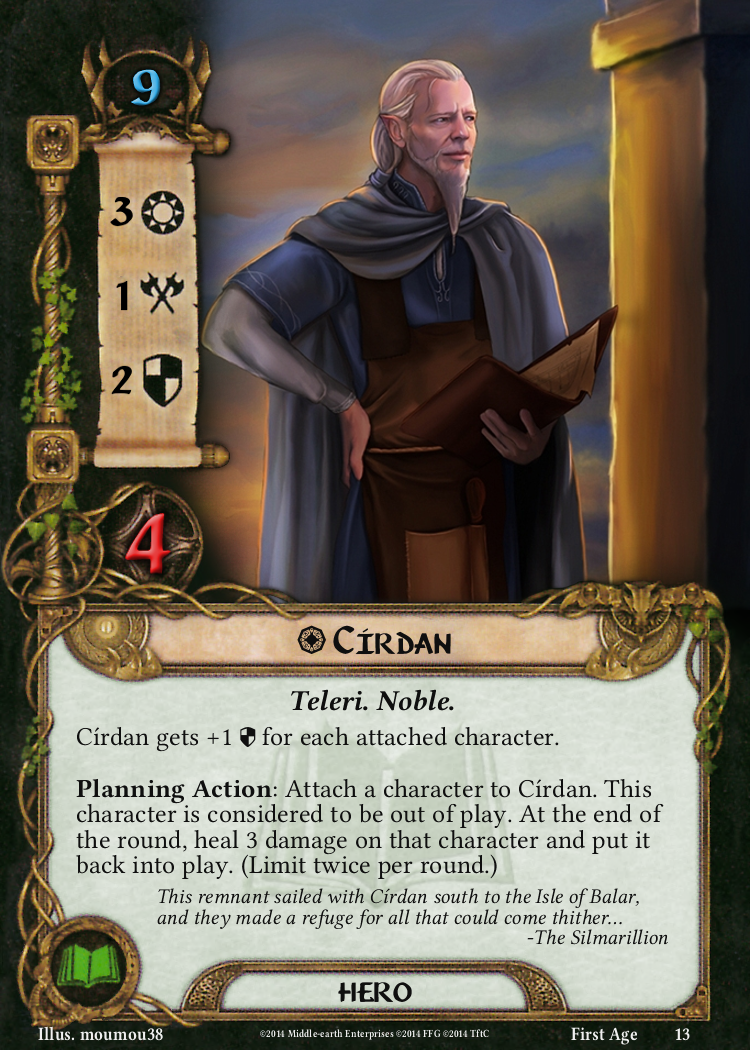 9
3
1
2
4
CÍRDAN
Teleri. Noble.
Círdan gets +1 for each attached character.
Planning Action: Attach a character to Círdan. This
character is considered to be out of play. At the end of
the round, heal 3 damage on that character and put it
back into play. (Limit twice per round.)
This remnant sailed with Círdan south to the Isle of Balar,
and they made a refuge for all that could come thither...
-The Silmarillion
HERO
Illus. moumou38 ©2014 Middle-earth Enterprises ©2014 FFG ©2014 TftC First Age 13